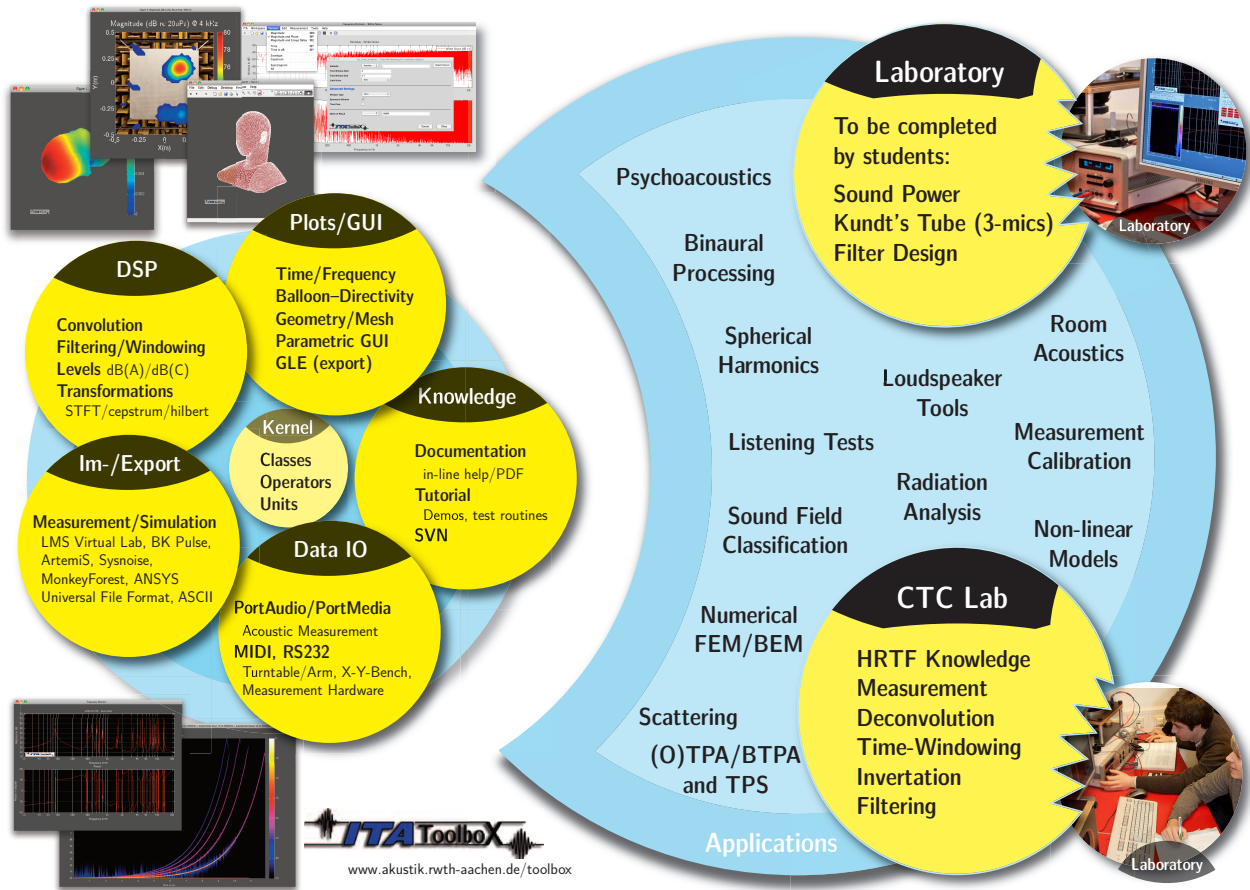 Magnitude (dB re 20uPa) @ 4 kHz
Plots/GUI
Time/Frequency
Balloon–Directivity
Geometry/Mesh
Parametric GUI
GLE (export)
DSP
Convolution
Filtering/Windowing
Levels dB(A)/dB(C)
Transformations
STFT/cepstrum/hilbert
Knowledge
Documentation
in-line help/PDF
Tutorial
Demos, test routines
SVN
Kernel
Classes
Operators
Units
Im-/Export
Measurement/Simulation
LMS Virtual Lab, BK Pulse,
ArtemiS, Sysnoise,
MonkeyForest, ANSYS
Universal File Format, ASCII
Data IO
PortAudio/PortMedia
Acoustic Measurement
MIDI, RS232
Turntable/Arm, X-Y-Bench,
Measurement Hardware
ITA ToolboX
www.akustik.rwth-aachen.de/toolbox
Laboratory
To be completed
by students:
Sound Power
Kundt's Tube (3-mics)
Filter Design
Laboratory
Psychoacoustics
Binaural
Processing
Spherical
Harmonics
Room
Acoustics
Loudspeaker
Tools
Listening Tests
Measurement
Calibration
Radiation
Analysis
Sound Field
Classification
Non-linear
Models
Numerical
FEM/BEM
Scattering
(O)TPA/BTPA
and TPS
Applications
CTC Lab
HRTF Knowledge
Measurement
Deconvolution
Time-Windowing
Invertation
Filtering
Laboratory